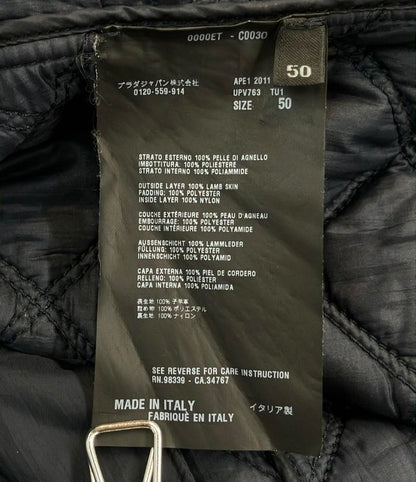 0000ET - C0030
50
プラダジャパン株式会社
0120-559-914
APE1 2011
UPV763 TU1
SIZE 50
STRATO ESTERNO 100% PELLE DI AGNELLO
IMBOTTITURA: 100% POLIESTERE
STRATO INTERNO 100% POLIAMMIDE
OUTSIDE LAYER 100% LAMB SKIN
PADDING: 100% POLYESTER
INSIDE LAYER 100% NYLON
COUCHE EXTÉRIEURE 100% PEAU D'AGNEAU
EMBOURRAGE: 100% POLYESTER
COUCHE INTÉRIEURE 100% POLYAMIDE
AUSSENSCHICHT 100% LAMMLEDER
FÜLLUNG: 100% POLYESTER
INNENSCHICHT 100% POLYAMID
CAPA EXTERNA 100% PIEL DE CORDERO
RELLENO: 100% POLIESTER
CAPA INTERNA 100% POLIAMIDA
表生地 100% 子羊革
詰め物 100% ポリエステル
裏生地 100% ナイロン
SEE REVERSE FOR CARE INSTRUCTION
RN.98339 - CA.34767
MADE IN ITALY
FABRIQUÉ EN ITALY
イタリア製